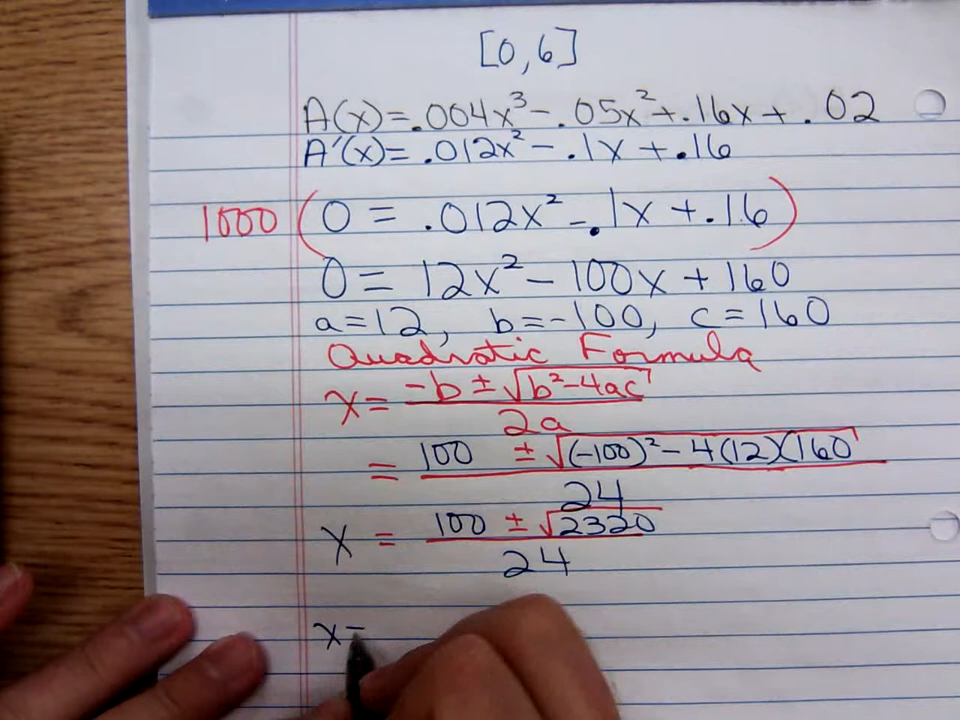 [0,6]
A(x)=.004x³-.05x²+.16x+.02
A'(x)=.012x²-.1x+.16
1000(0=.012x²-.1x+.16)
0=12x²-100x+160
a=12, b=-100, c=160
Quadratic Formula
x=-b±√b²-4ac
2a
=100 ±√(-100)²-4(12)(160
24
x=100 ±√2320
24
x=